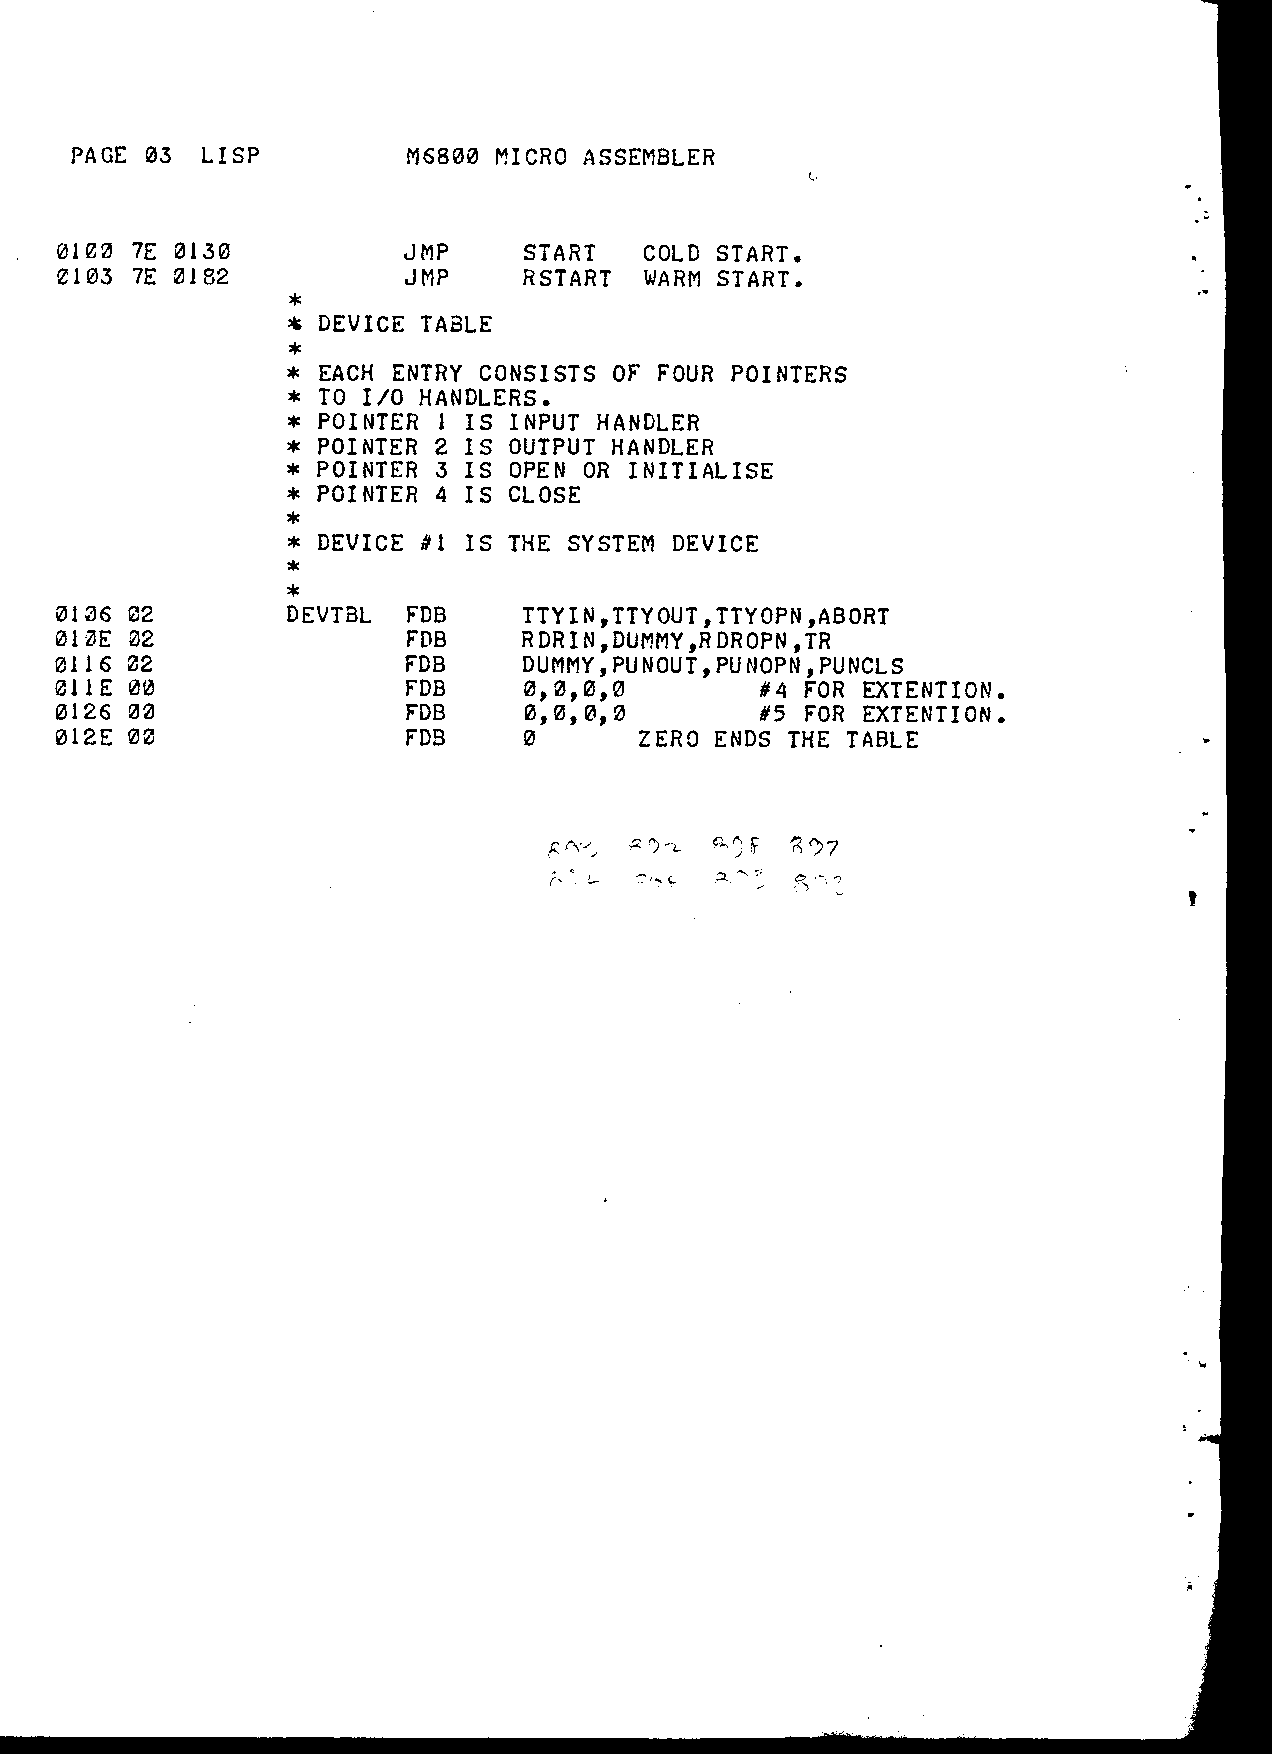 PAGE 03 LISP M6800 MICRO ASSEMBLER
0100 7E 0130 JMP START COLD START.
0103 7E 0182 JMP RSTART WARM START.
*
* DEVICE TABLE
*
* EACH ENTRY CONSISTS OF FOUR POINTERS
* TO I/O HANDLERS.
* POINTER 1 IS INPUT HANDLER
* POINTER 2 IS OUTPUT HANDLER
* POINTER 3 IS OPEN OR INITIALISE
* POINTER 4 IS CLOSE
*
* DEVICE #1 IS THE SYSTEM DEVICE
*
*
0106 02 DEVTBL FDB TTYIN,TTYOUT,TTYOPN,ABORT
010E 02 FDB RDRIN,DUMMY,RDROPN,TR
0116 02 FDB DUMMY,PUNOUT,PUNOPN,PUNCLS
011E 00 FDB 0,0,0,0 #4 FOR EXTENTION.
0126 00 FDB 0,0,0,0 #5 FOR EXTENTION.
012E 00 FDB 0 ZERO ENDS THE TABLE
807